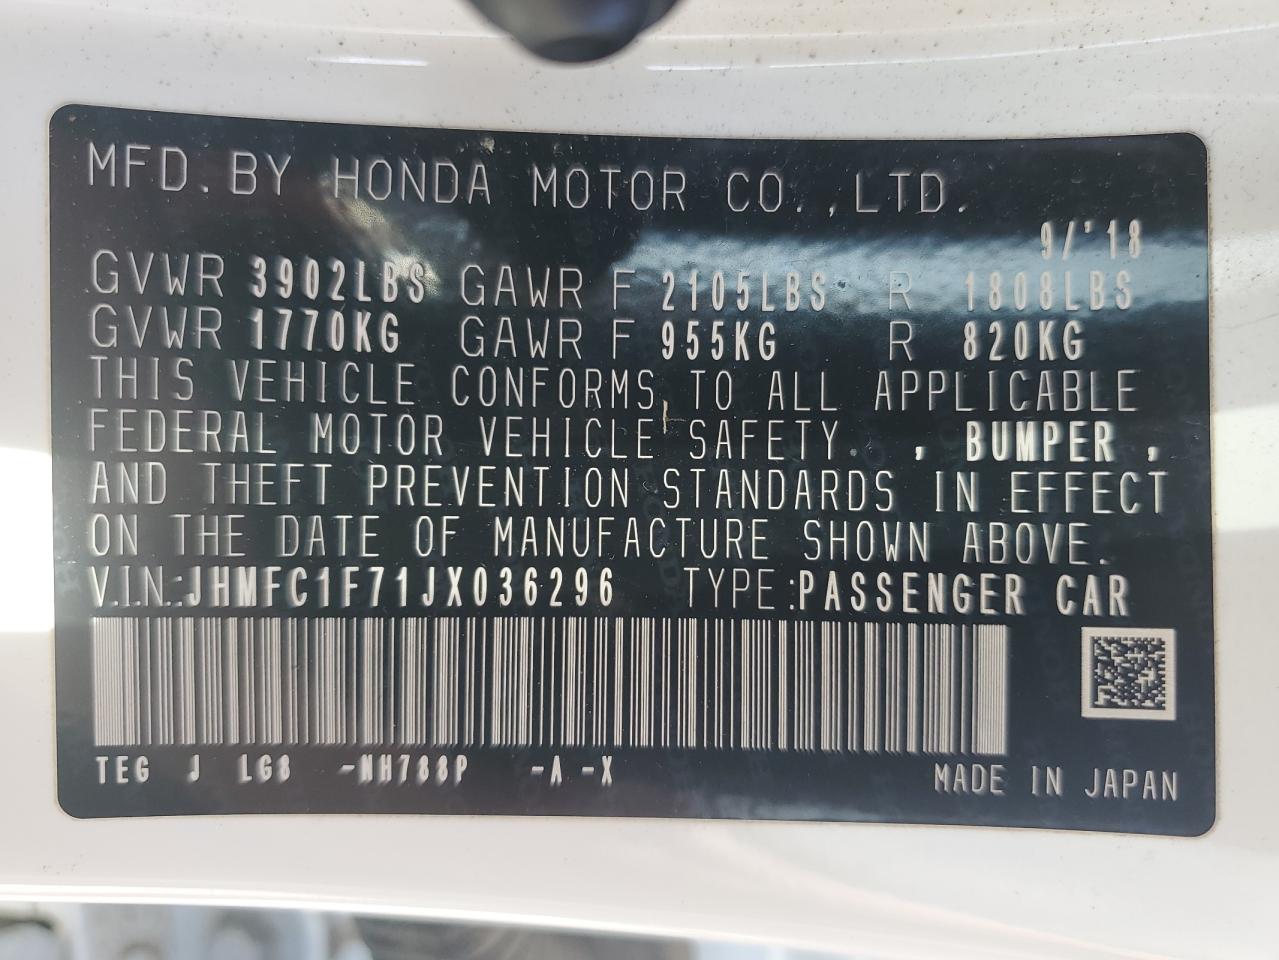 MFD. BY HONDA MOTOR CO.,LTD.
9/'18
GVWR 3902LBS GAWR F 2105LBS R 1808LBS
GVWR 1770KG GAWR F 955KG R 820KG
THIS VEHICLE CONFORMS TO ALL APPLICABLE
FEDERAL MOTOR VEHICLE SAFETY. , BUMPER ,
AND THEFT PREVENTION STANDARDS IN EFFECT
ON THE DATE OF MANUFACTURE SHOWN ABOVE.
V.I.N.:JHMFC1F71JX036296 TYPE:PASSENGER CAR
TEG J LG8 -NH788P -A -X
MADE IN JAPAN